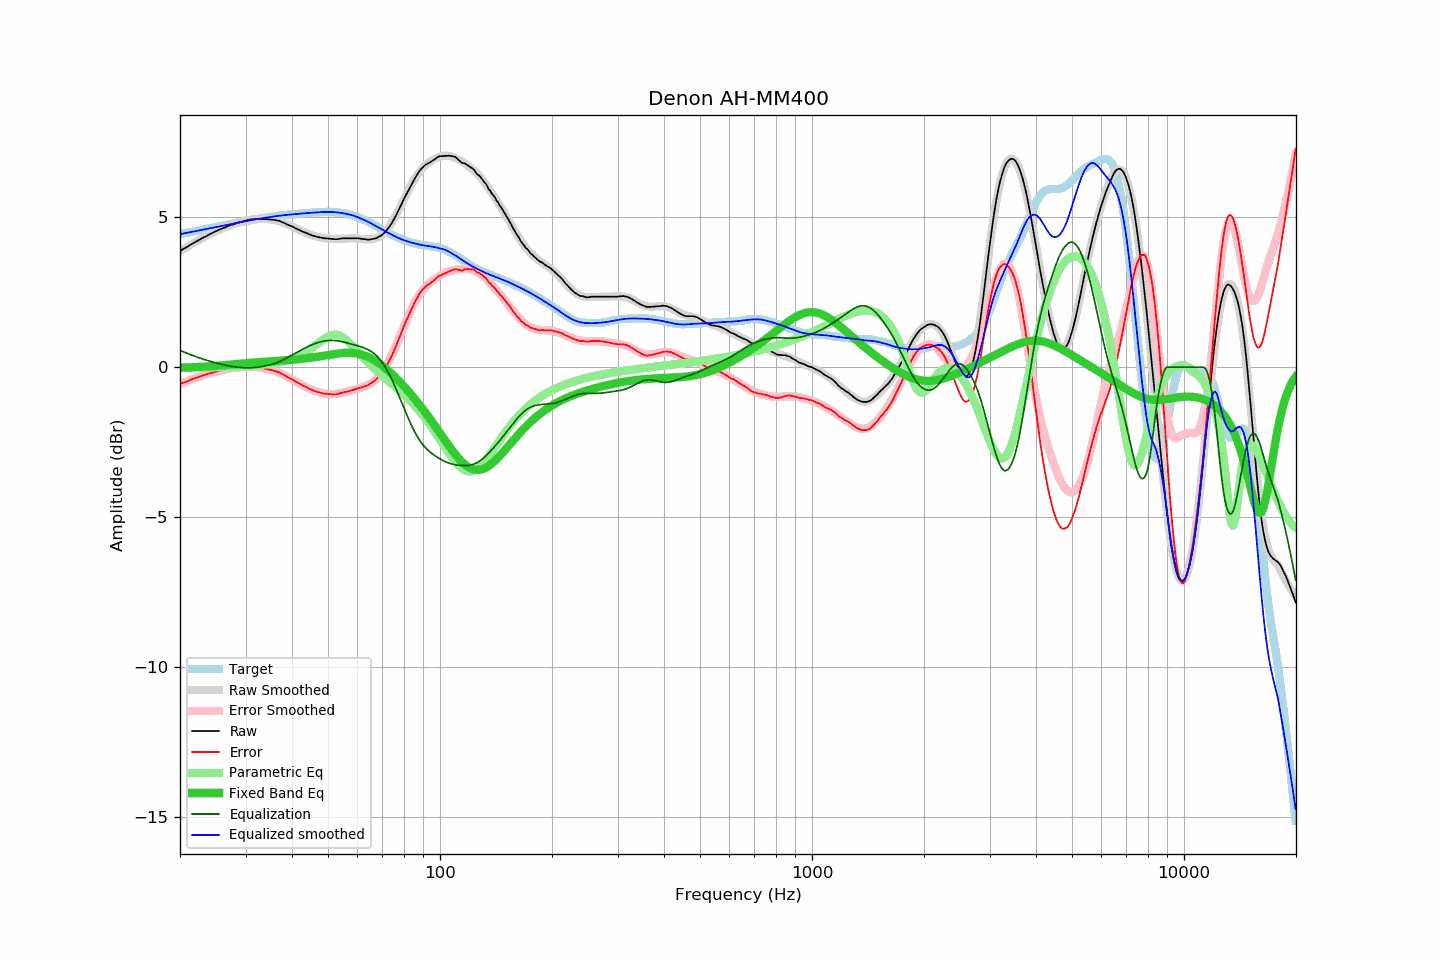 Denon AH-MM400
Amplitude (dBr)
5
0
−5
−10
−15
Target
Raw Smoothed
Error Smoothed
Raw
Error
Parametric Eq
Fixed Band Eq
Equalization
Equalized smoothed
100 1000 10000
Frequency (Hz)